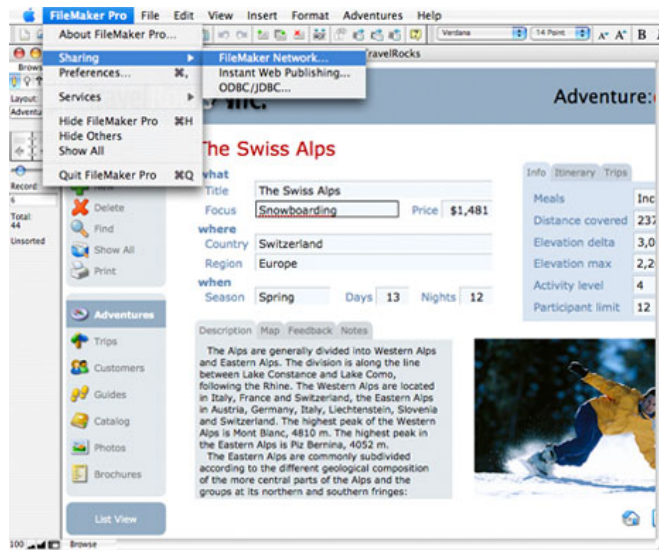 FileMaker Pro File Edit View Insert Format Adventures Help
About FileMaker Pro...
Verdana 14 Point
Sharing
FileMaker Network...
TravelRocks
Brows
Preferences... ⌘,
Instant Web Publishing...
ODBC/JDBC...
Layout:
Services
Adventu
Inc.
Adventure:
Hide FileMaker Pro ⌘H
Hide Others
Show All
Quit FileMaker Pro ⌘Q
The Swiss Alps
Record:
6
Total:
44
Unsorted
Delete
Find
Show All
Print
what
Title The Swiss Alps
Focus Snowboarding Price $1,481
where
Country Switzerland
Region Europe
when
Season Spring Days 13 Nights 12
Info Itinerary Trips
Meals Inc
Distance covered 237
Elevation delta 3,0
Elevation max 2,2
Activity level 4
Participant limit 12
Adventures
Trips
Customers
Guides
Catalog
Photos
Brochures
List View
Description Map Feedback Notes
The Alps are generally divided into Western Alps
and Eastern Alps. The division is along the line
between Lake Constance and Lake Como,
following the Rhine. The Western Alps are located
in Italy, France and Switzerland, the Eastern Alps
in Austria, Germany, Italy, Liechtenstein, Slovenia
and Switzerland. The highest peak of the Western
Alps is Mont Blanc, 4810 m. The highest peak in
the Eastern Alps is Piz Bernina, 4052 m.
The Eastern Alps are commonly subdivided
according to the different geological composition
of the more central parts of the Alps and the
groups at its northern and southern fringes:
100 Browse